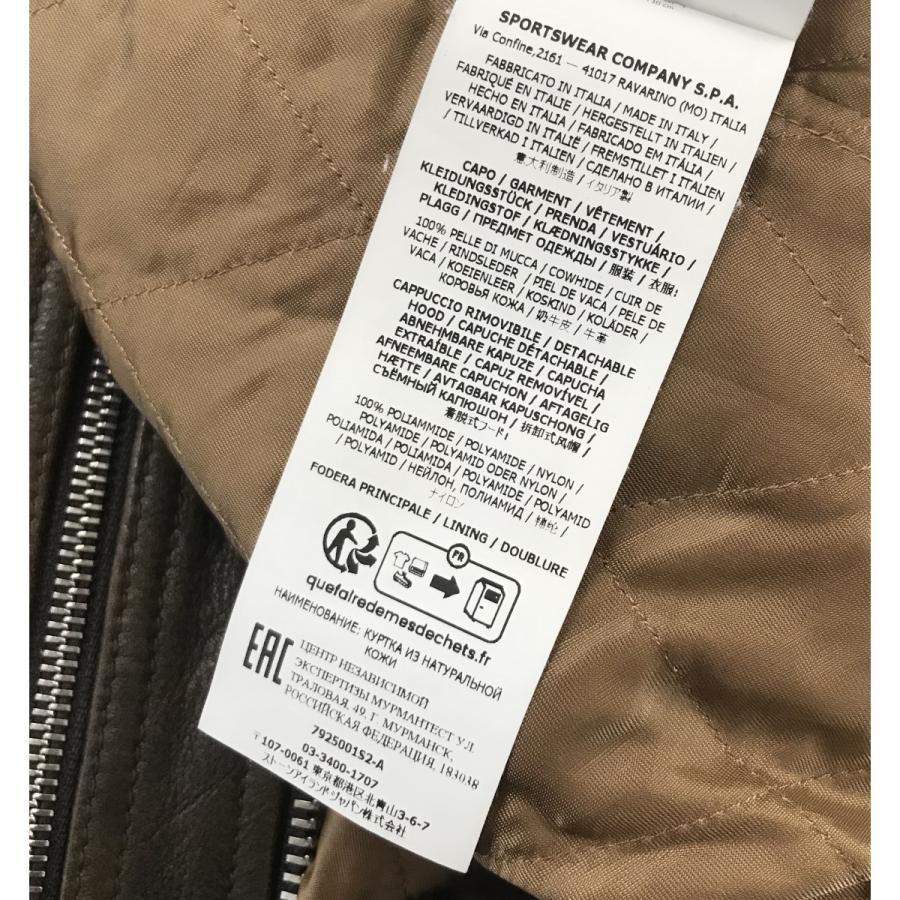 SPORTSWEAR COMPANY S.P.A.
Via Confine,2161 — 41017 RAVARINO (MO) ITALIA
FABBRICATO IN ITALIA / MADE IN ITALY /
FABRIQUÉ EN ITALIE / HERGESTELLT IN ITALIEN /
HECHO EN ITALIA / FABRICADO EM ITÁLIA /
VERVAARDIGD IN ITALIË / FREMSTILLET I ITALIEN
/ TILLVERKAD I ITALIEN / СДЕЛАНО В ИТАЛИИ /
意大利制造 / イタリア製
CAPO / GARMENT / VÊTEMENT /
KLEIDUNGSSTÜCK / PRENDA / VESTUÁRIO /
KLEDINGSTOF / KLÆDNINGSSTYKKE /
PLAGG / ПРЕДМЕТ ОДЕЖДЫ / 服装 / 衣服:
100% PELLE DI MUCCA / COWHIDE / CUIR DE
VACHE / RINDSLEDER / PIEL DE VACA / PELE DE
VACA / KOEIENLEER / KOSKIND / KOLÄDER /
КОРОВЬЯ КОЖА / 奶牛皮 / 牛革
CAPPUCCIO RIMOVIBILE / DETACHABLE
HOOD / CAPUCHE DÉTACHABLE /
ABNEHMBARE KAPUZE / CAPUCHA
EXTRAÍBLE / CAPUZ REMOVÍVEL /
AFNEEMBARE CAPUCHON / AFTAGELIG
HÆTTE / AVTAGBAR KAPUSCHONG /
СЪЁМНЫЙ КАПЮШОН / 拆卸式风帽 /
着脱式フード:
100% POLIAMMIDE / POLYAMIDE / NYLON /
POLYAMIDE / POLYAMID ODER NYLON /
POLIAMIDA / POLIAMIDA / POLYAMIDE / POLYAMID
/ POLYAMID / НЕЙЛОН, ПОЛИАМИД / 锦纶 /
ナイロン
FODERA PRINCIPALE / LINING / DOUBLURE
FR
quefairedemesdechets.fr
НАИМЕНОВАНИЕ: КУРТКА ИЗ НАТУРАЛЬНОЙ
КОЖИ
EAC
ЦЕНТР НЕЗАВИСИМОЙ
ЭКСПЕРТИЗЫ МУРМАНТЕСТ УЛ.
ТРАЛОВАЯ, 49, Г. МУРМАНСК,
РОССИЙСКАЯ ФЕДЕРАЦИЯ, 183038
7925001S2-A
03-3400-1707
〒107-0061 東京都港区北青山3-6-7
ストーンアイランドジャパン株式会社